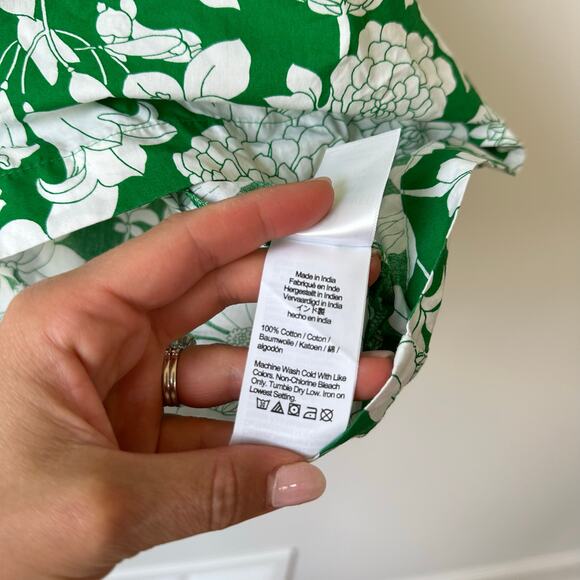 Made in India
Fabriqué en Inde
Hergestellt in Indien
Vervaardigd in India
インド製
hecho en india
100% Cotton / Coton /
Baumwolle / Katoen / 綿 /
algodón
Machine Wash Cold With Like
Colors. Non-Chlorine Bleach
Only. Tumble Dry Low. Iron on
Lowest Setting.